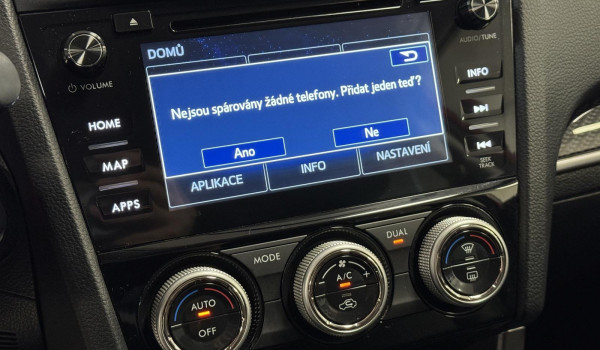 DOMŮ
AUDIO/TUNE
VOLUME
Nejsou spárovány žádné telefony. Přidat jeden teď?
INFO
HOME
Ano
Ne
MAP
SEEK
TRACK
APLIKACE
INFO
NASTAVENÍ
APPS
MODE
DUAL
AUTO
OFF
A/C